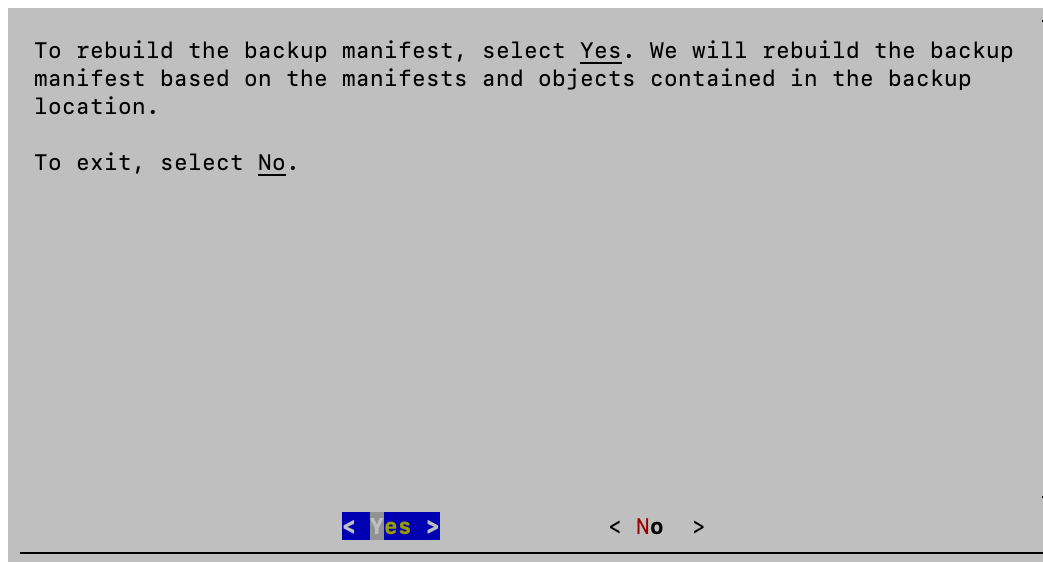 To rebuild the backup manifest, select Yes. We will rebuild the backup
manifest based on the manifests and objects contained in the backup
location.
To exit, select No.
< Yes > < No >